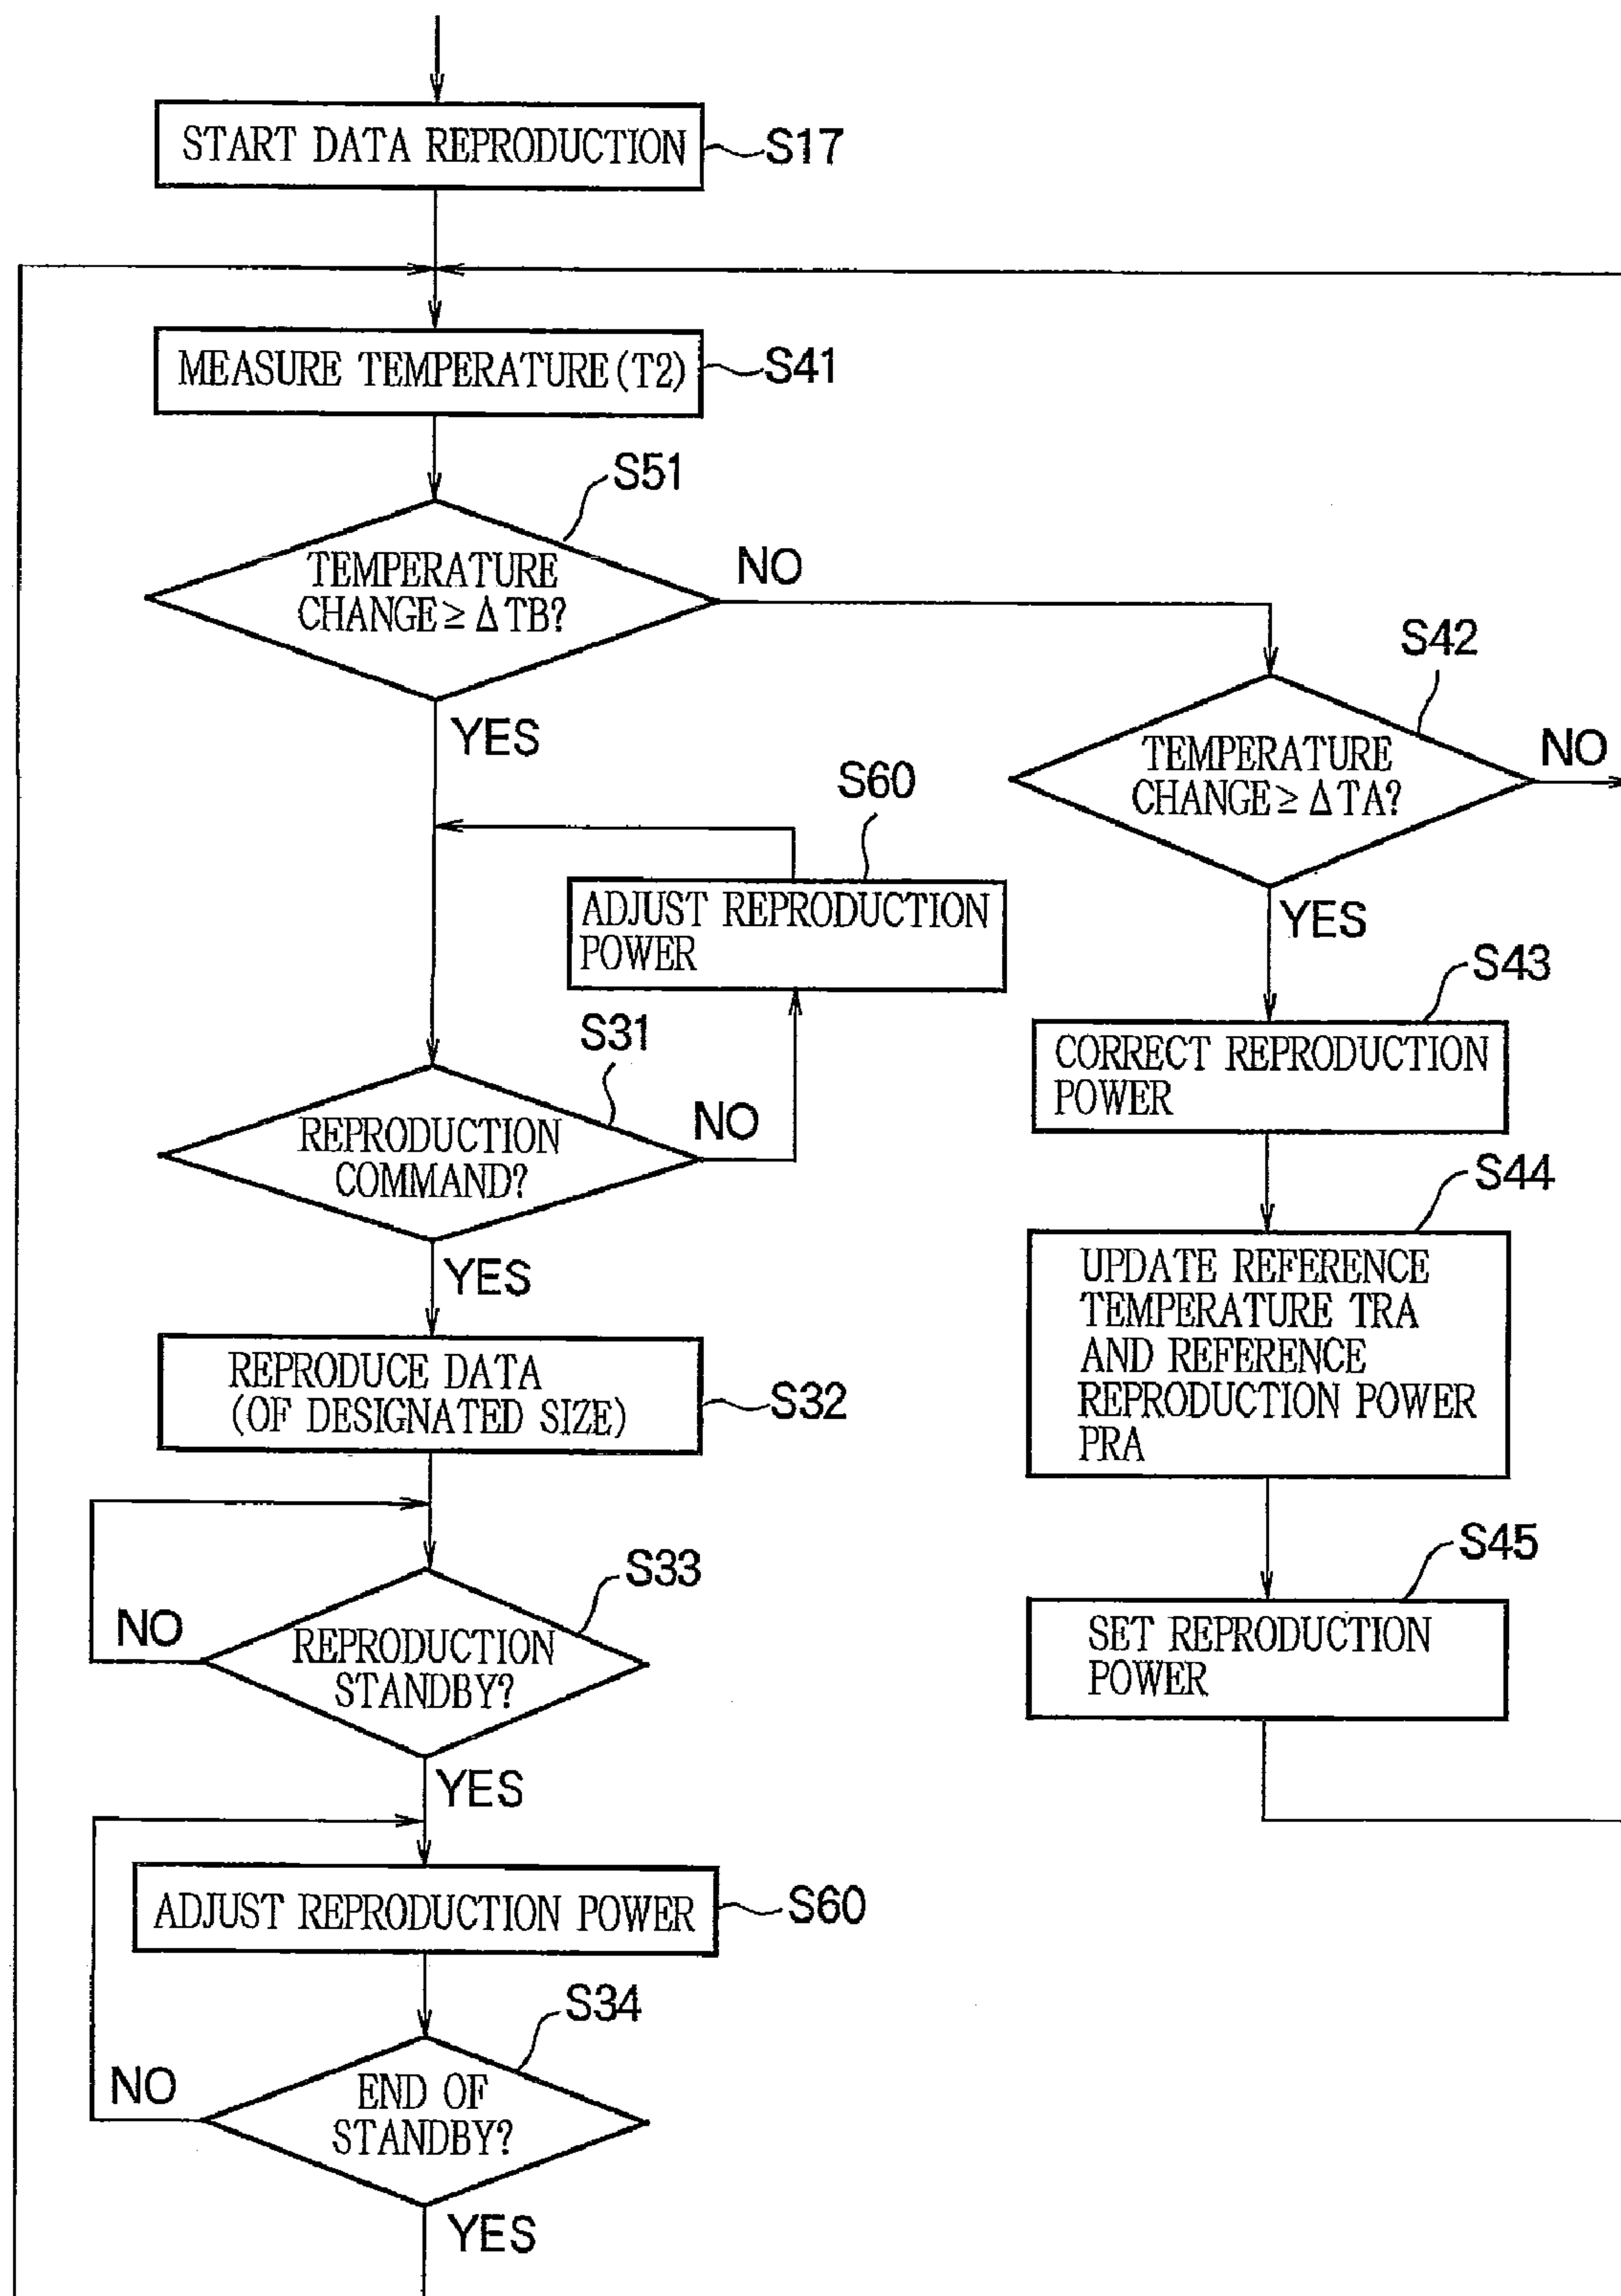 START DATA REPRODUCTION
S17
MEASURE TEMPERATURE (T2)
S41
S51
TEMPERATURE
CHANGE ≥ Δ TB?
NO
YES
S42
TEMPERATURE
CHANGE ≥ Δ TA?
NO
YES
S60
ADJUST REPRODUCTION
POWER
S31
REPRODUCTION
COMMAND?
NO
YES
S43
CORRECT REPRODUCTION
POWER
S44
UPDATE REFERENCE
TEMPERATURE TRA
AND REFERENCE
REPRODUCTION POWER
PRA
REPRODUCE DATA
(OF DESIGNATED SIZE)
S32
S33
REPRODUCTION
STANDBY?
NO
YES
S45
SET REPRODUCTION
POWER
ADJUST REPRODUCTION POWER
S60
S34
END OF
STANDBY?
NO
YES